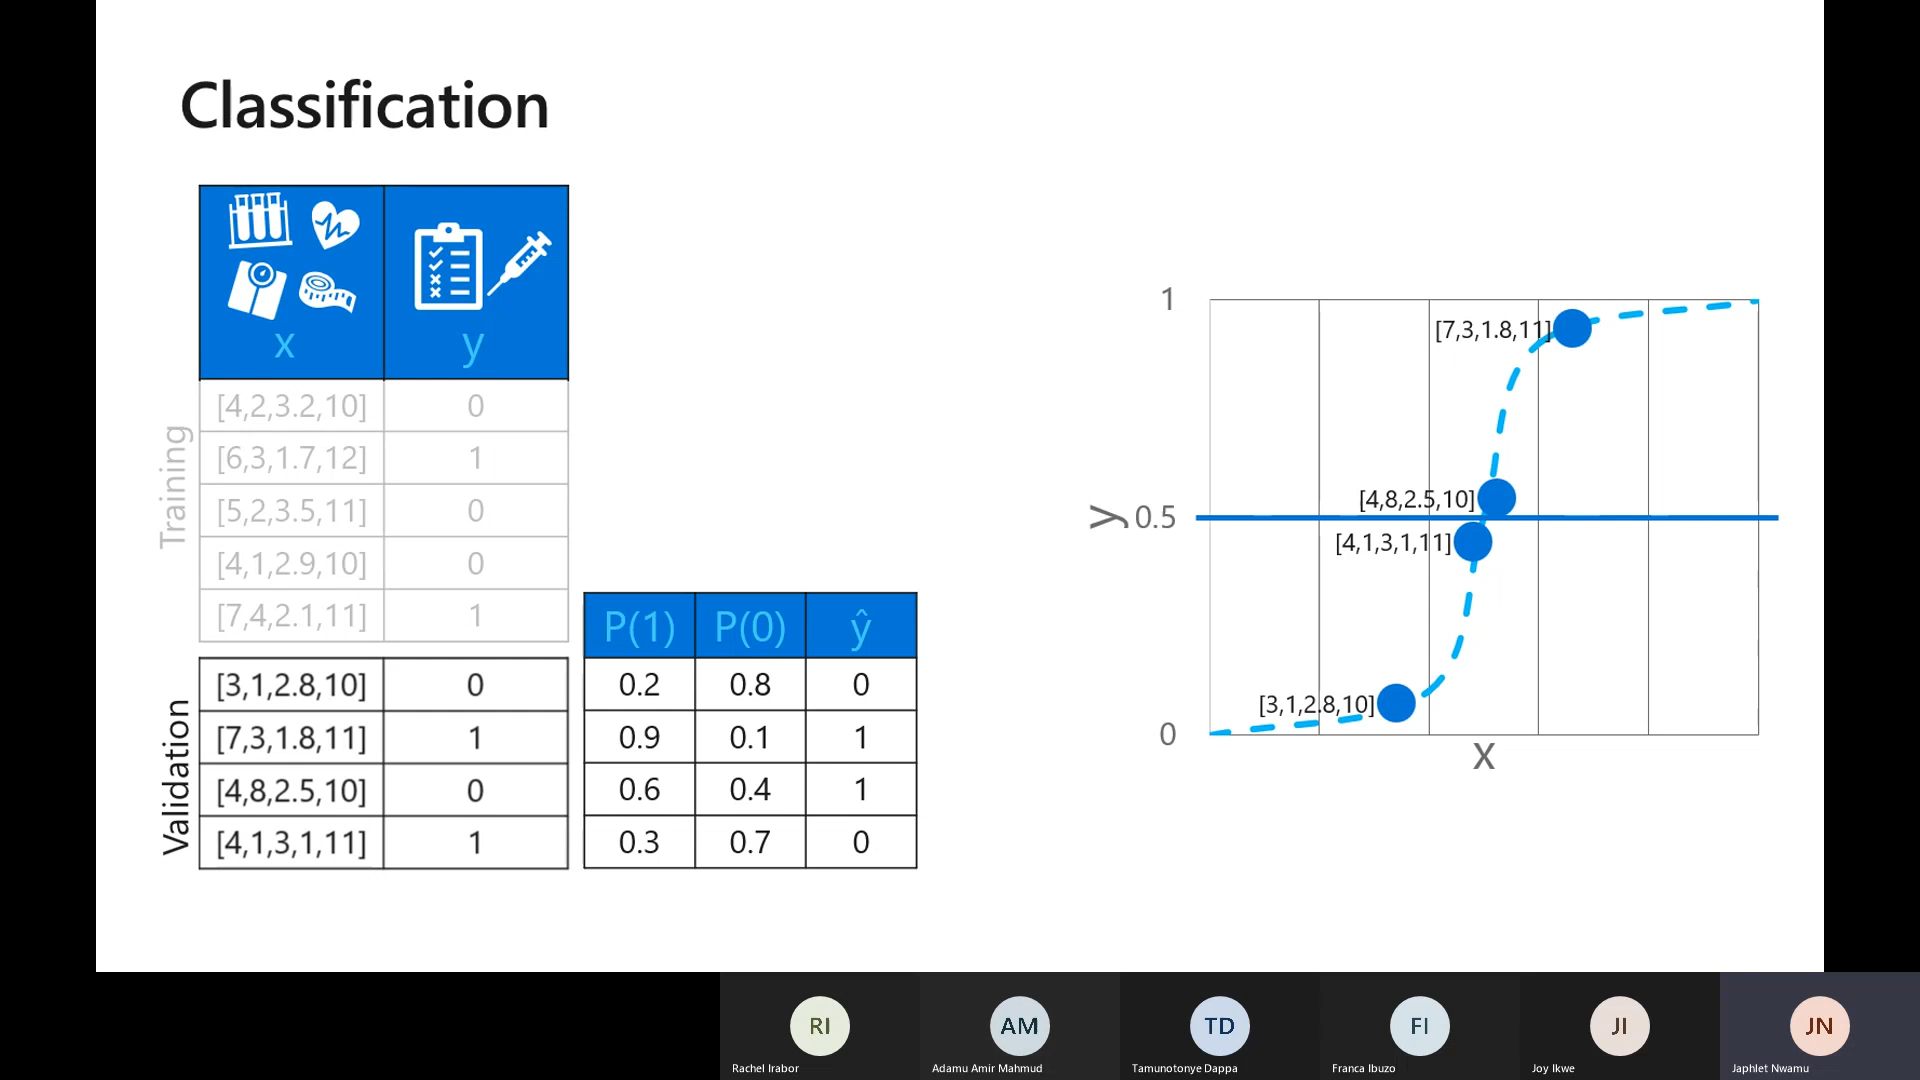 Classification
x y
Training
[4,2,3.2,10] 0
[6,3,1.7,12] 1
[5,2,3.5,11] 0
[4,1,2.9,10] 0
[7,4,2.1,11] 1
Validation
[3,1,2.8,10] 0
[7,3,1.8,11] 1
[4,8,2.5,10] 0
[4,1,3,1,11] 1
P(1) P(0) ŷ
0.2 0.8 0
0.9 0.1 1
0.6 0.4 1
0.3 0.7 0
1
[7,3,1.8,11]
[4,8,2.5,10]
y 0.5
[4,1,3,1,11]
[3,1,2.8,10]
0
x
RI AM TD FI JI JN
Rachel Irabor Adamu Amir Mahmud Tamunotonye Dappa Franca Ibuzo Joy Ikwe Japhlet Nwamu